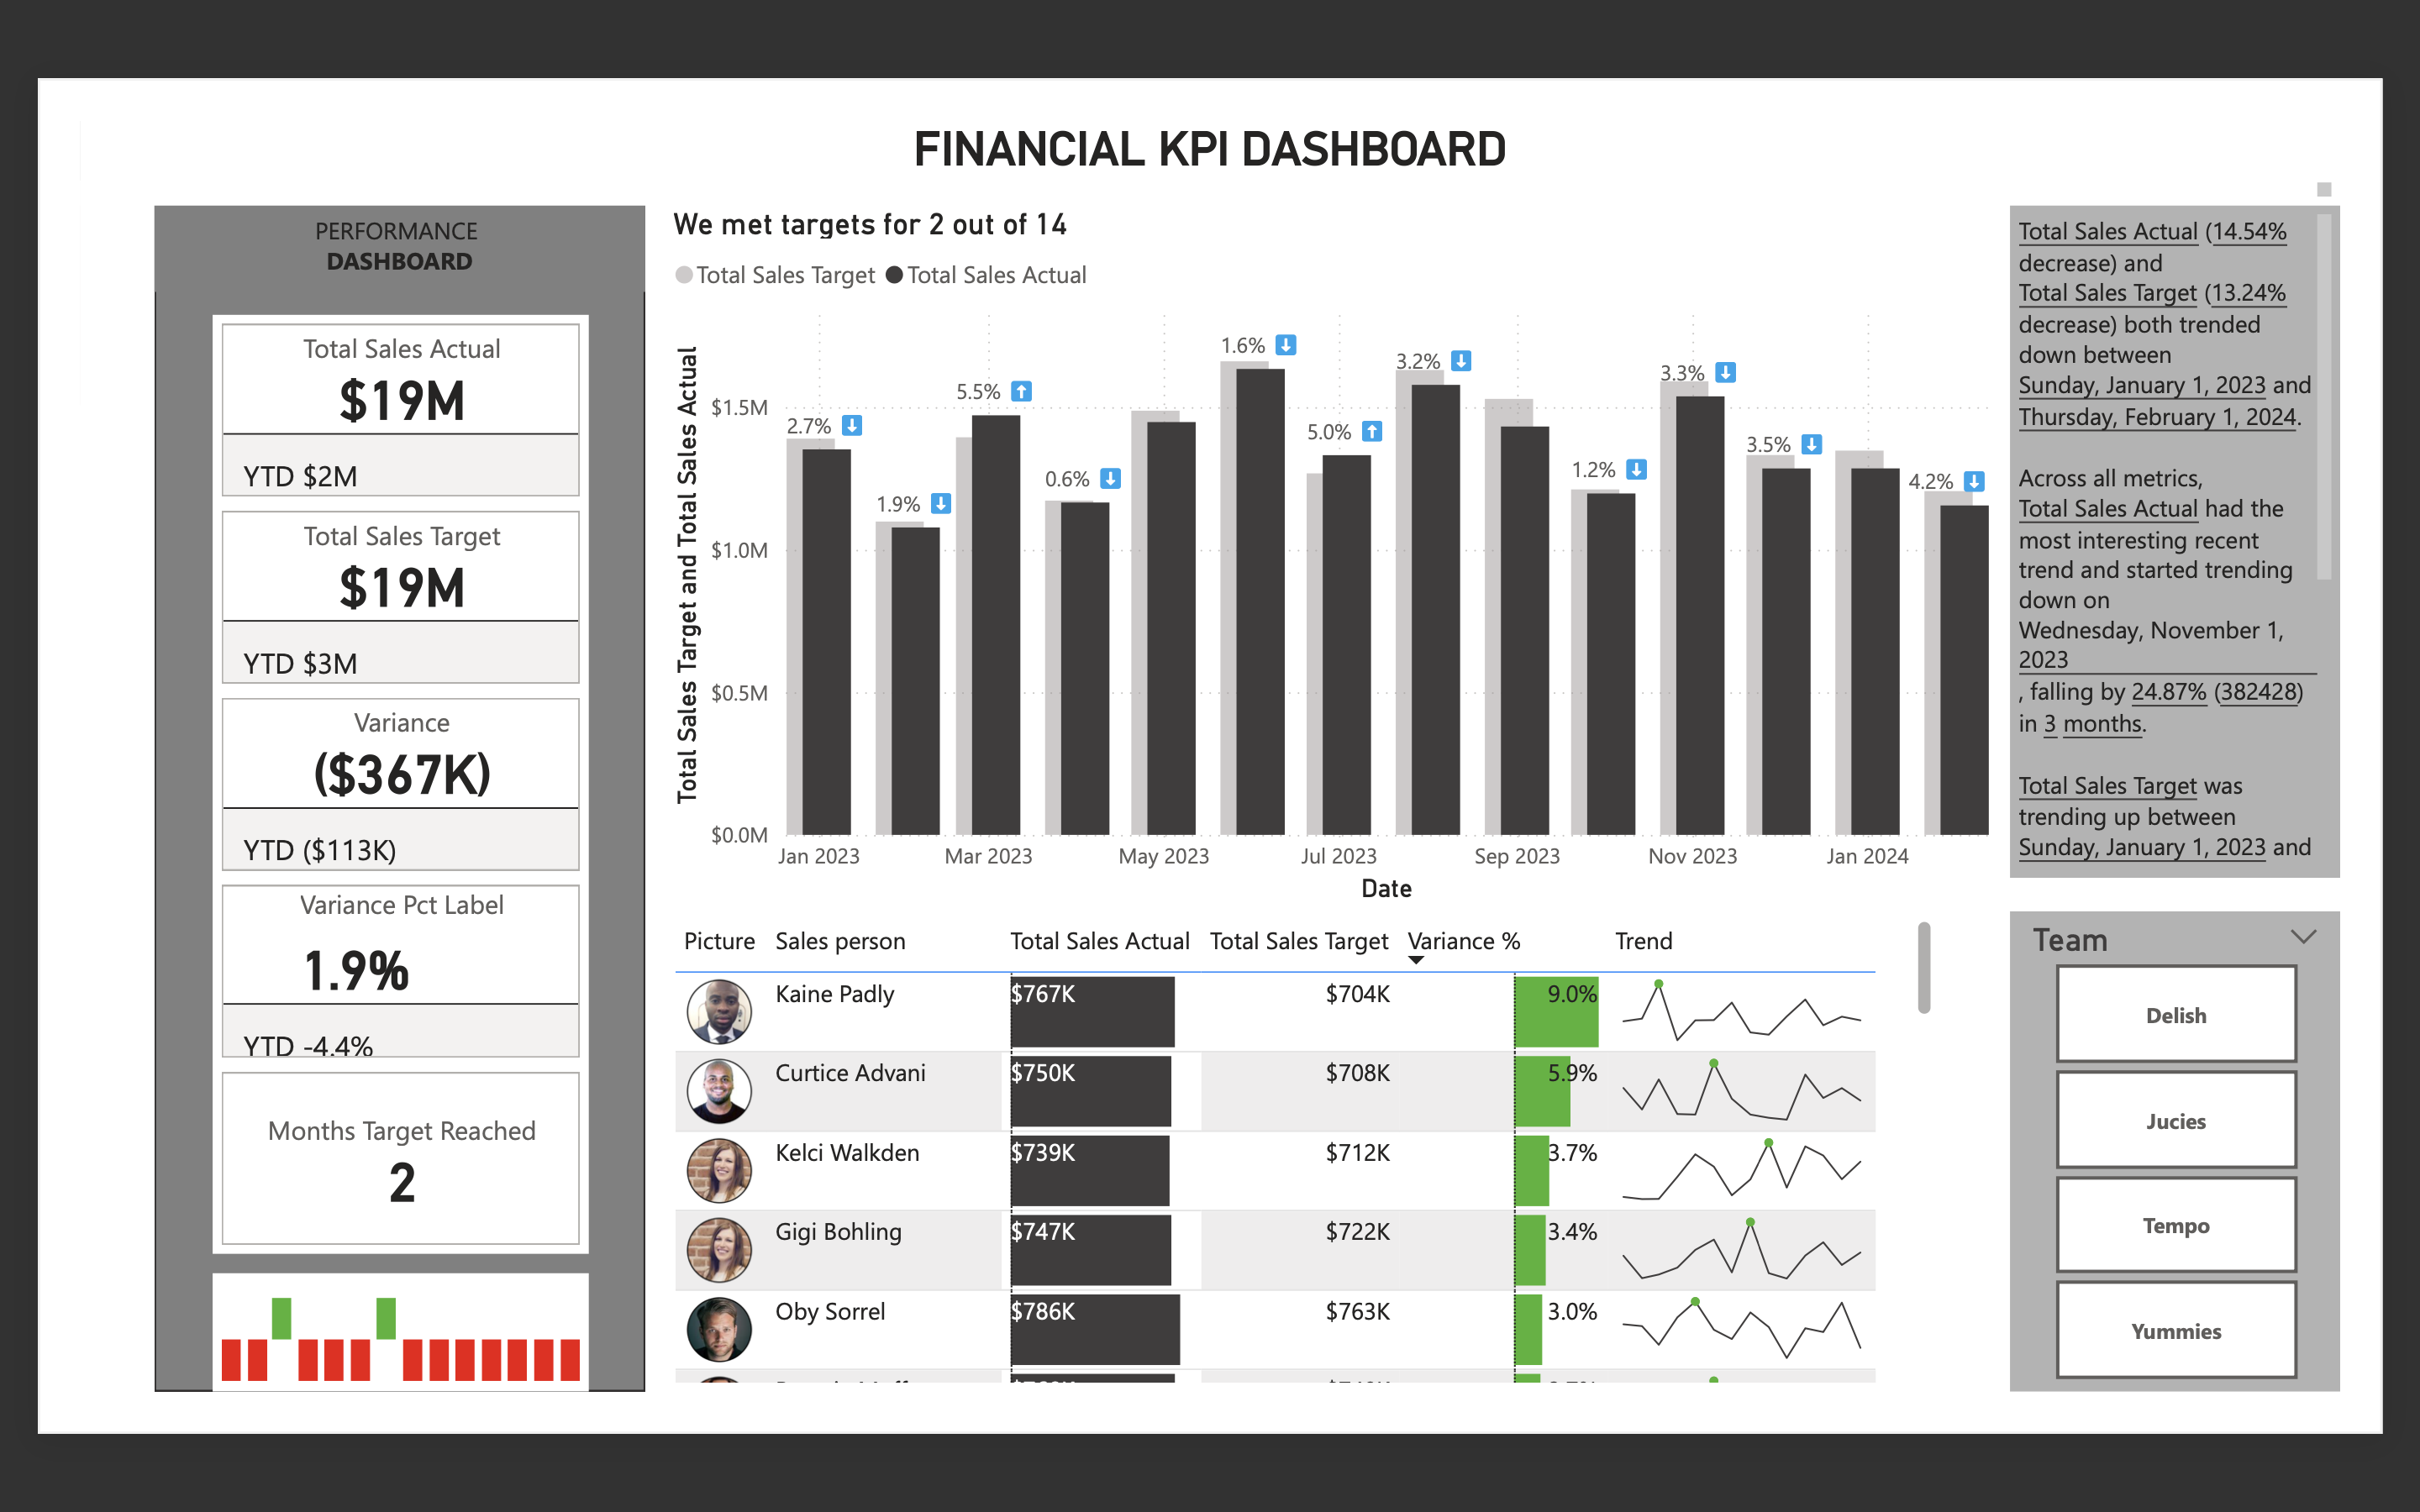 FINANCIAL KPI DASHBOARD
PERFORMANCE
DASHBOARD
Total Sales Actual
$19M
YTD $2M
Total Sales Target
$19M
YTD $3M
Variance
($367K)
YTD ($113K)
Variance Pct Label
1.9%
YTD -4.4%
Months Target Reached
2
We met targets for 2 out of 14
Total Sales Target Total Sales Actual
Total Sales Target and Total Sales Actual
$1.5M
$1.0M
$0.5M
$0.0M
2.7% ⬇
1.9% ⬇
5.5% ⬆
0.6% ⬇
1.6% ⬇
5.0% ⬆
3.2% ⬇
1.2% ⬇
3.3% ⬇
3.5% ⬇
4.2% ⬇
Jan 2023 Mar 2023 May 2023 Jul 2023 Sep 2023 Nov 2023 Jan 2024
Date
Picture Sales person Total Sales Actual Total Sales Target Variance % Trend
Kaine Padly $767K $704K 9.0%
Curtice Advani $750K $708K 5.9%
Kelci Walkden $739K $712K 3.7%
Gigi Bohling $747K $722K 3.4%
Oby Sorrel $786K $763K 3.0%
Total Sales Actual (14.54%
decrease) and
Total Sales Target (13.24%
decrease) both trended
down between
Sunday, January 1, 2023 and
Thursday, February 1, 2024.
Across all metrics,
Total Sales Actual had the
most interesting recent
trend and started trending
down on
Wednesday, November 1,
2023
, falling by 24.87% (382428)
in 3 months.
Total Sales Target was
trending up between
Sunday, January 1, 2023 and
Team
Delish
Jucies
Tempo
Yummies